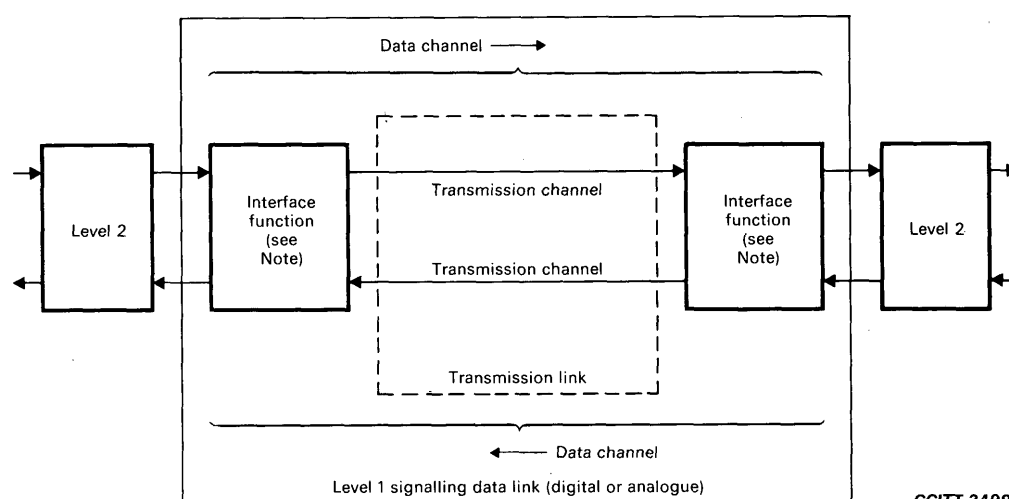 Data channel
Level 2
Interface
function
(see
Note)
Transmission channel
Transmission channel
Interface
function
(see
Note)
Level 2
Transmission link
Data channel
Level 1 signalling data link (digital or analogue)